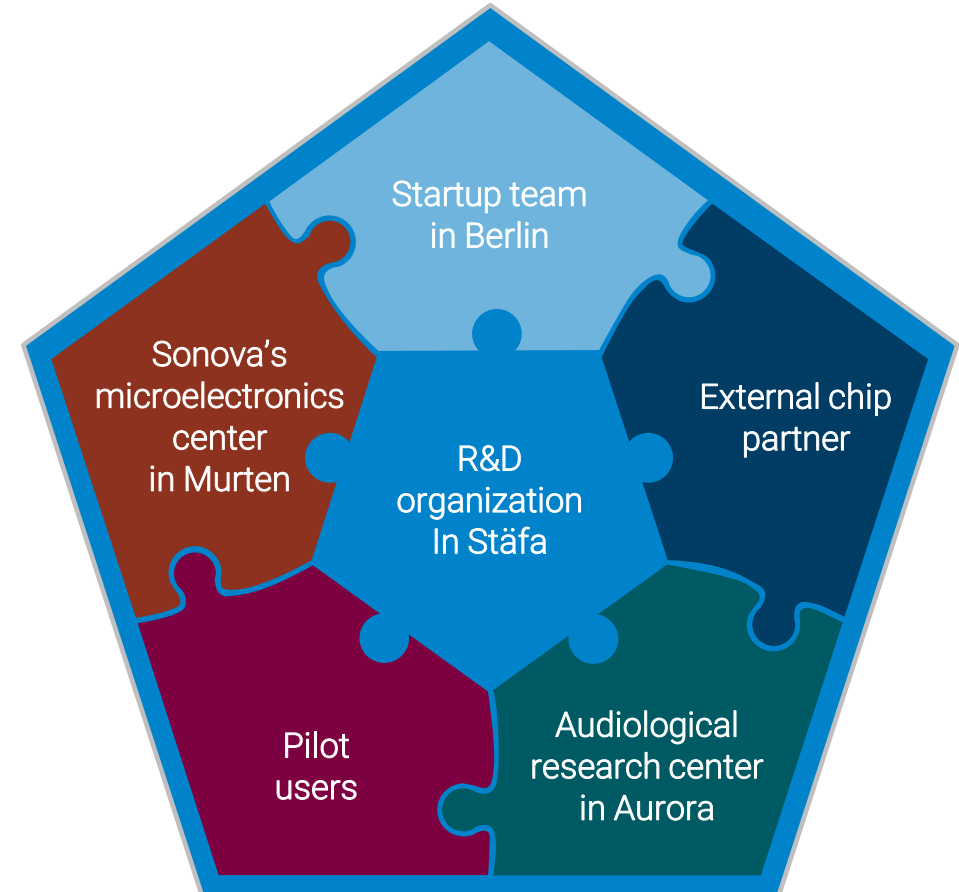 Startup team
in Berlin
Sonova’s
microelectronics
center
in Murten
External chip
partner
R&D
organization
In Stäfa
Pilot
users
Audiological
research center
in Aurora